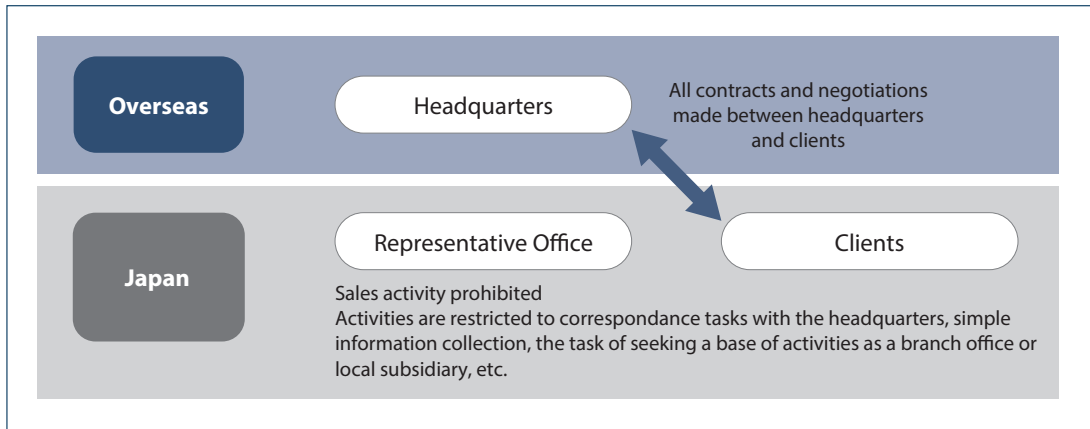 Overseas
Headquarters
All contracts and negotiations
made between headquarters
and clients
Japan
Representative Office
Clients
Sales activity prohibited
Activities are restricted to correspondance tasks with the headquarters, simple
information collection, the task of seeking a base of activities as a branch office or
local subsidiary, etc.